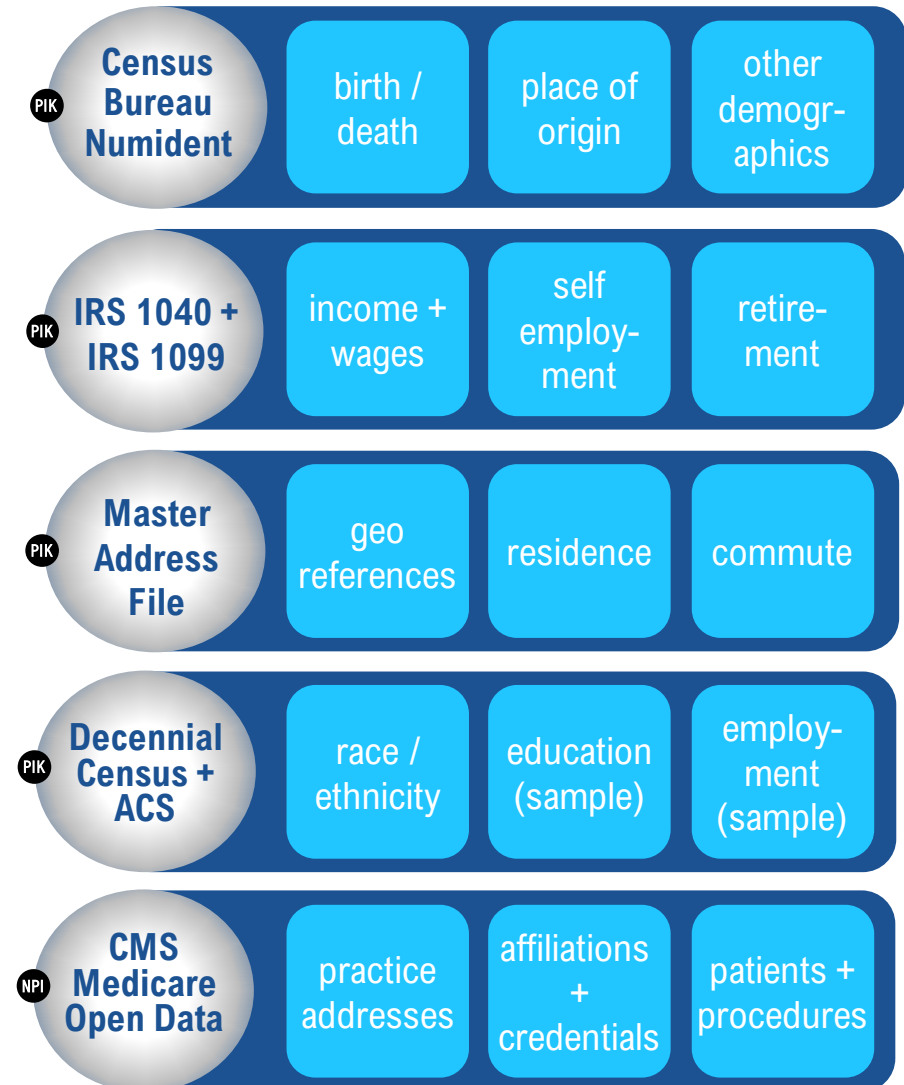 PIK
Census
Bureau
Numident
birth /
death
place of
origin
other
demogr-
aphics
PIK
IRS 1040 +
IRS 1099
income +
wages
self
employ-
ment
retire-
ment
PIK
Master
Address
File
geo
references
residence
commute
PIK
Decennial
Census +
ACS
race /
ethnicity
education
(sample)
employ-
ment
(sample)
NPI
CMS
Medicare
Open Data
practice
addresses
affiliations
+
credentials
patients +
procedures